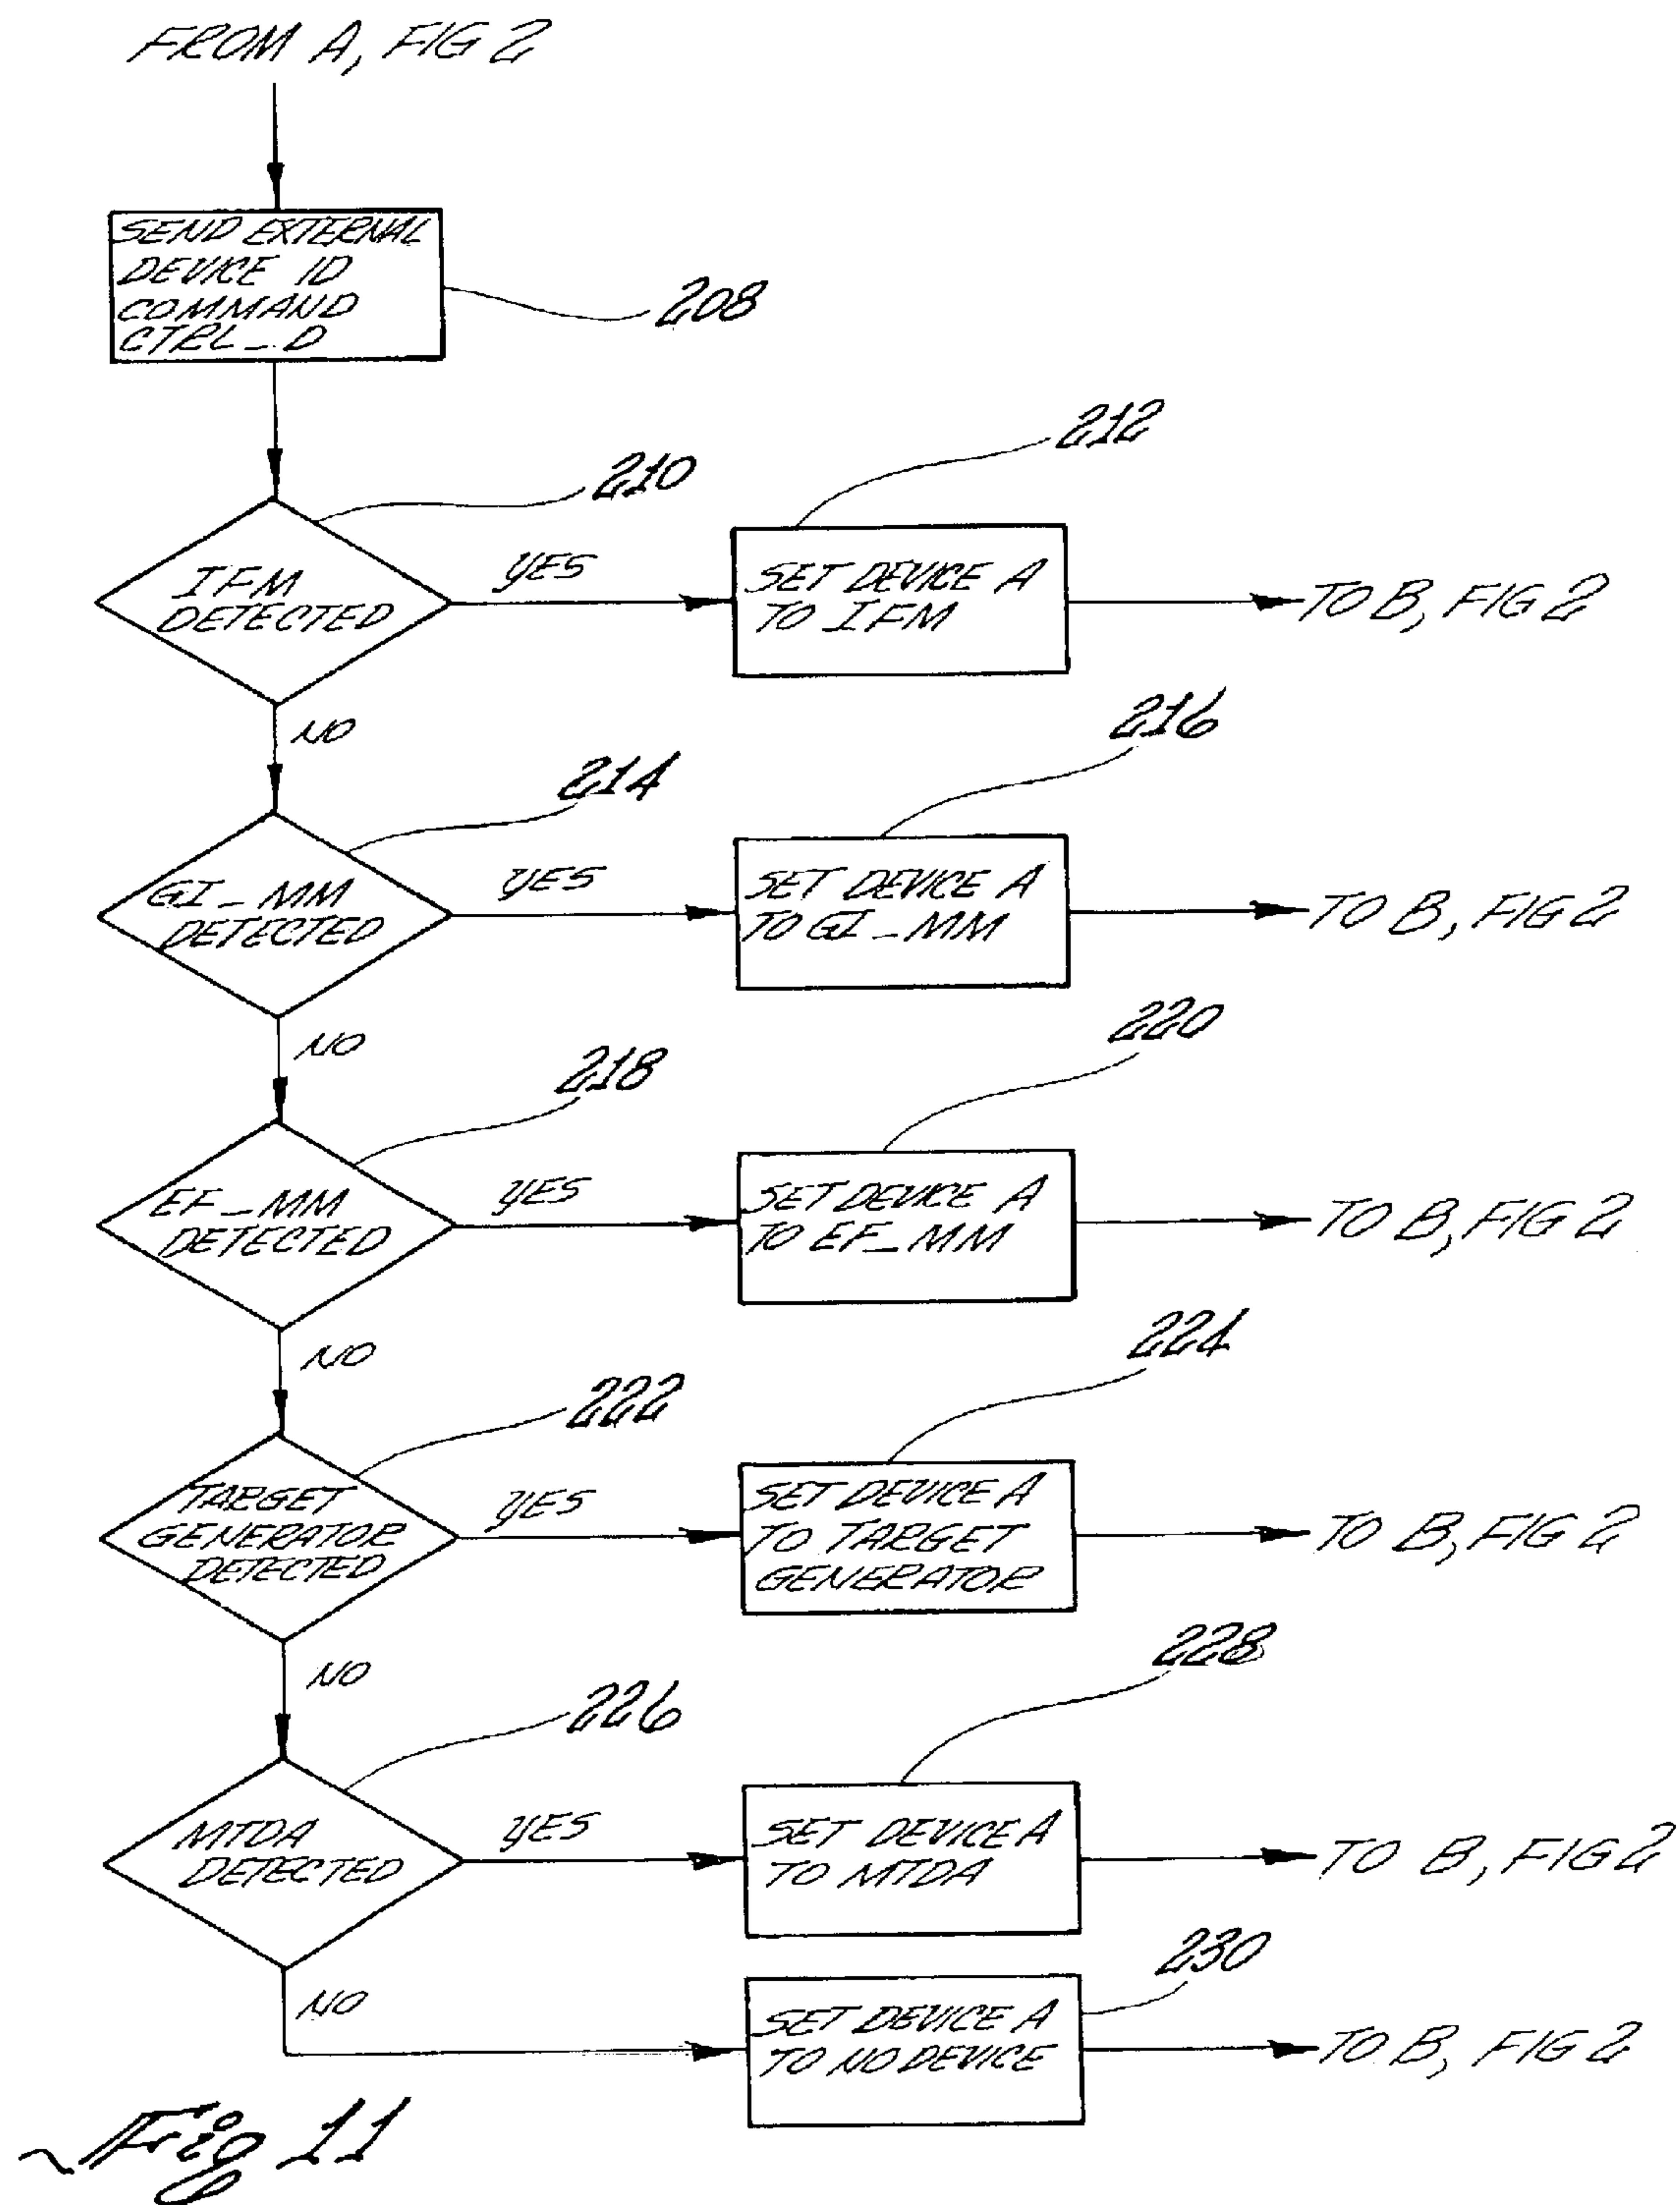 FROM A, FIG 2
SEND EXTERNAL
DEVICE ID
COMMAND
CTRL_D
208
212
210
IFM
DETECTED
YES
SET DEVICE A
TO IFM
TO B, FIG 2
NO
216
214
GI_MM
DETECTED
YES
SET DEVICE A
TO GI_MM
TO B, FIG 2
NO
220
218
EF_MM
DETECTED
YES
SET DEVICE A
TO EF_MM
TO B, FIG 2
NO
224
222
TARGET
GENERATOR
DETECTED
YES
SET DEVICE A
TO TARGET
GENERATOR
TO B, FIG 2
NO
228
226
MTDA
DETECTED
YES
SET DEVICE A
TO MTDA
TO B, FIG 2
NO
230
SET DEVICE A
TO NO DEVICE
TO B, FIG 2
Fig 11